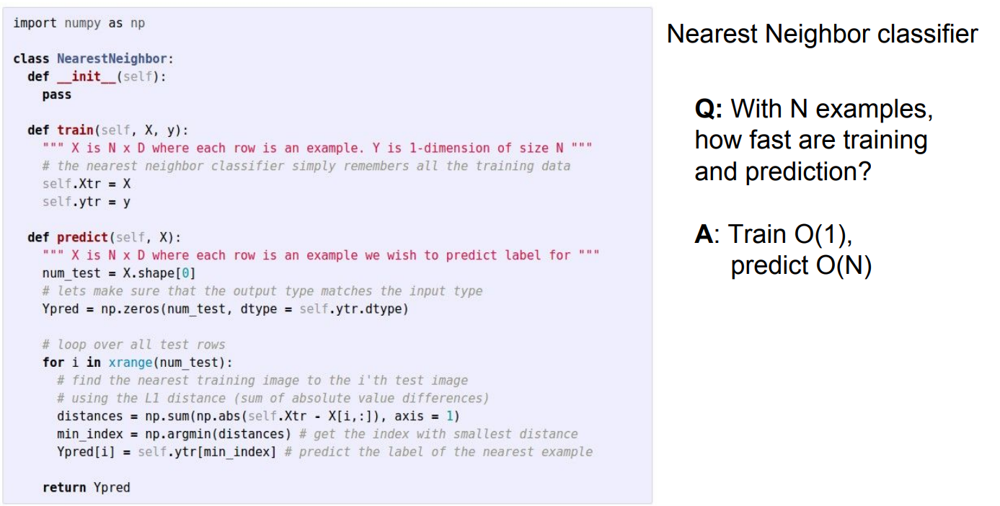 import numpy as np
class NearestNeighbor:
def __init__(self):
pass
def train(self, X, y):
""" X is N x D where each row is an example. Y is 1-dimension of size N """
# the nearest neighbor classifier simply remembers all the training data
self.Xtr = X
self.ytr = y
def predict(self, X):
""" X is N x D where each row is an example we wish to predict label for """
num_test = X.shape[0]
# lets make sure that the output type matches the input type
Ypred = np.zeros(num_test, dtype = self.ytr.dtype)
# loop over all test rows
for i in xrange(num_test):
# find the nearest training image to the i'th test image
# using the L1 distance (sum of absolute value differences)
distances = np.sum(np.abs(self.Xtr - X[i,:]), axis = 1)
min_index = np.argmin(distances) # get the index with smallest distance
Ypred[i] = self.ytr[min_index] # predict the label of the nearest example
return Ypred
Nearest Neighbor classifier
Q: With N examples,
how fast are training
and prediction?
A: Train O(1),
predict O(N)